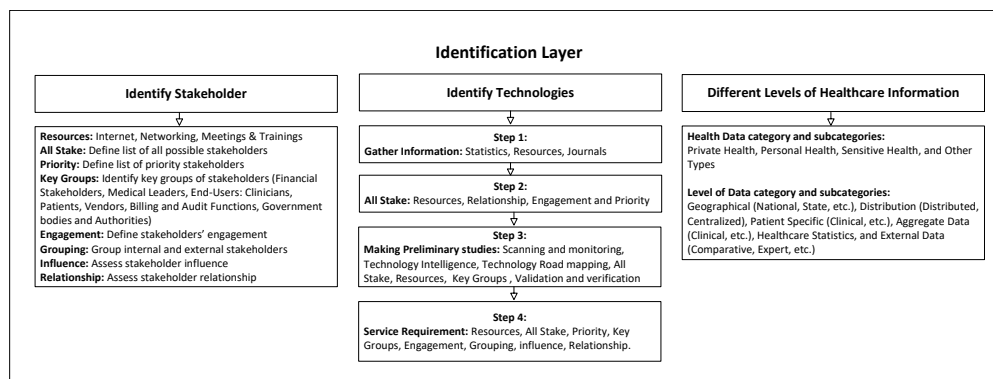 Identification Layer
Identify Stakeholder
Resources: Internet, Networking, Meetings & Trainings
All Stake: Define list of all possible stakeholders
Priority: Define list of priority stakeholders
Key Groups: Identify key groups of stakeholders (Financial
Stakeholders, Medical Leaders, End-Users: Clinicians,
Patients, Vendors, Billing and Audit Functions, Government
bodies and Authorities)
Engagement: Define stakeholders’ engagement
Grouping: Group internal and external stakeholders
Influence: Assess stakeholder influence
Relationship: Assess stakeholder relationship
Identify Technologies
Step 1:
Gather Information: Statistics, Resources, Journals
Step 2:
All Stake: Resources, Relationship, Engagement and Priority
Step 3:
Making Preliminary studies: Scanning and monitoring,
Technology Intelligence, Technology Road mapping, All
Stake, Resources, Key Groups , Validation and verification
Step 4:
Service Requirement: Resources, All Stake, Priority, Key
Groups, Engagement, Grouping, influence, Relationship.
Different Levels of Healthcare Information
Health Data category and subcategories:
Private Health, Personal Health, Sensitive Health, and Other
Types
Level of Data category and subcategories:
Geographical (National, State, etc.), Distribution (Distributed,
Centralized), Patient Specific (Clinical, etc.), Aggregate Data
(Clinical, etc.), Healthcare Statistics, and External Data
(Comparative, Expert, etc.)